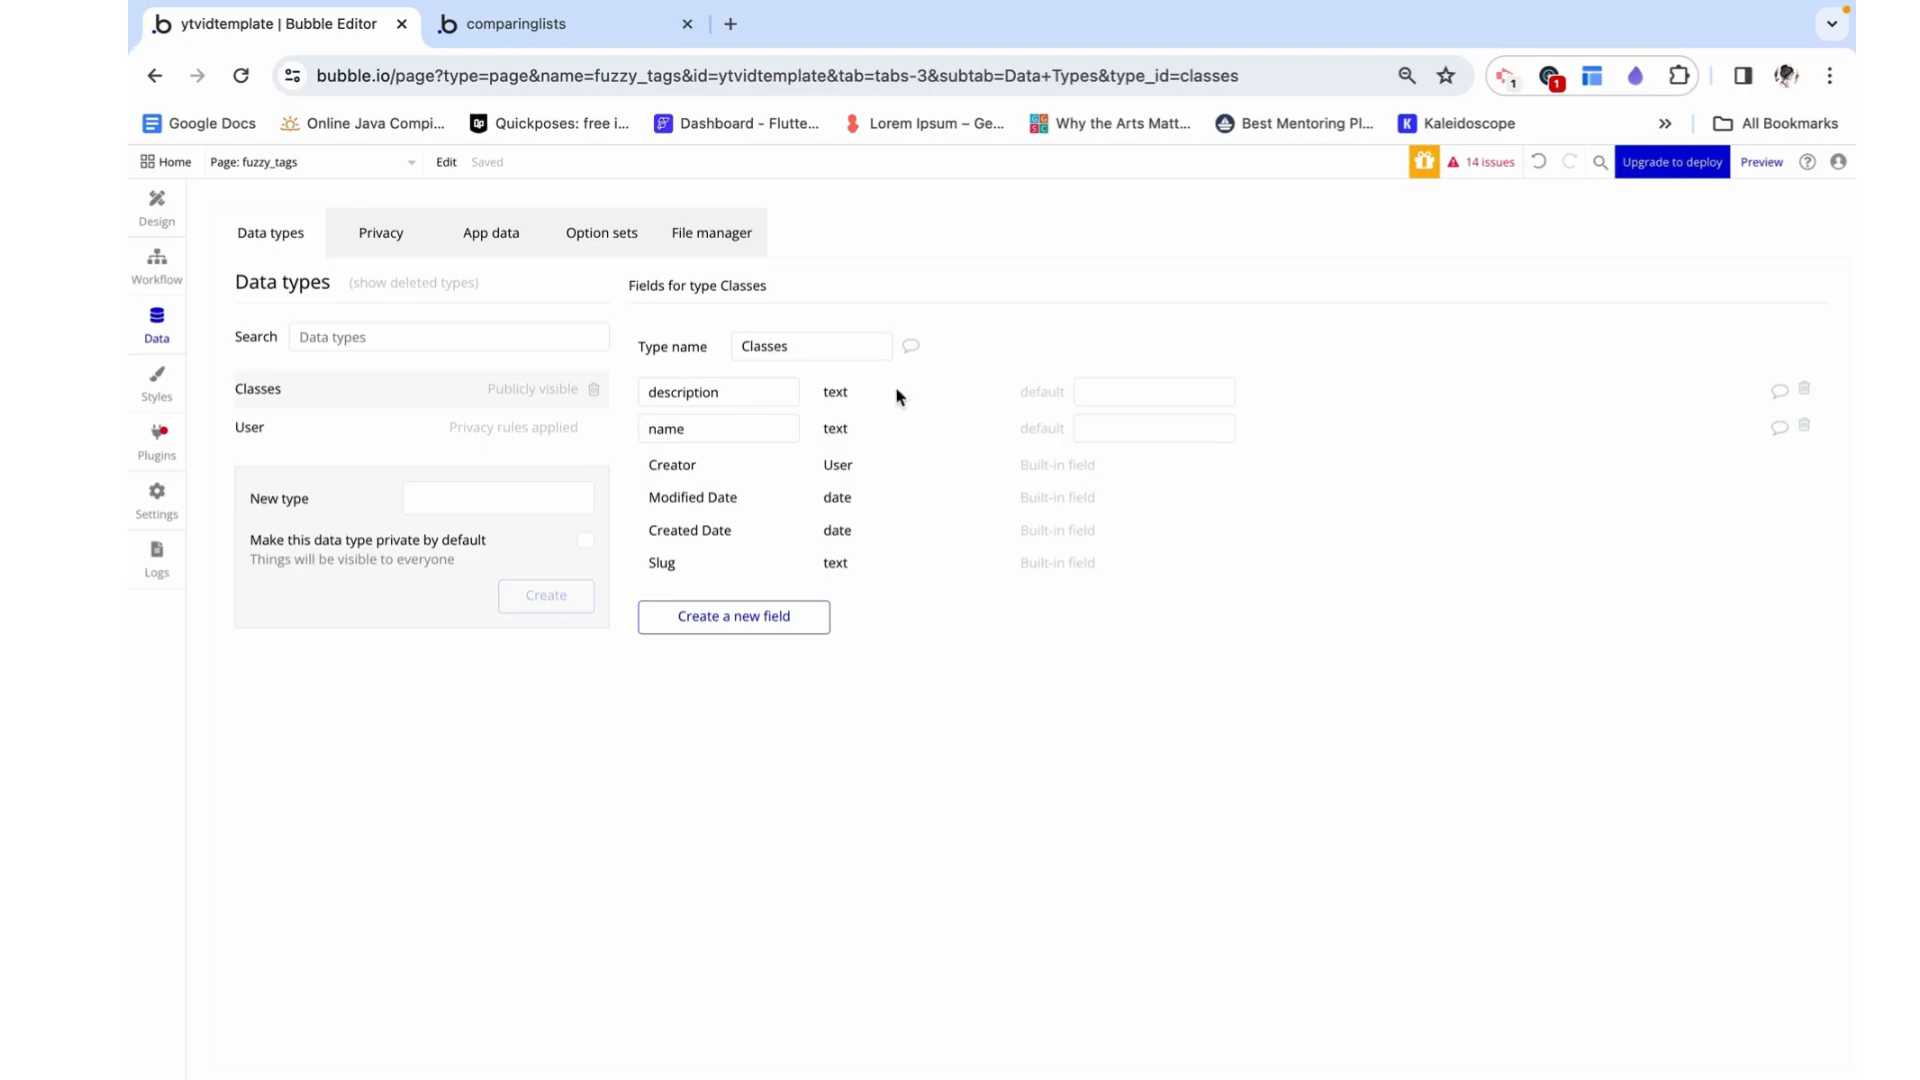 ytvidtemplate | Bubble Editor
comparinglists
bubble.io/page?type=page&name=fuzzy_tags&id=ytvidtemplate&tab=tabs-3&subtab=Data+Types&type_id=classes
1
1
Google Docs
Online Java Compi...
Quickposes: free i...
Dashboard - Flutte...
Lorem Ipsum – Ge...
Why the Arts Matt...
Best Mentoring Pl...
Kaleidoscope
All Bookmarks
Home
Page: fuzzy_tags
Edit
Saved
14 issues
Upgrade to deploy
Preview
Design
Workflow
Data
Styles
Plugins
Settings
Logs
Data types
Privacy
App data
Option sets
File manager
Data types
(show deleted types)
Search
Data types
Classes
Publicly visible
User
Privacy rules applied
New type
Make this data type private by default
Things will be visible to everyone
Create
Fields for type Classes
Type name
Classes
description
text
default
name
text
default
Creator
User
Built-in field
Modified Date
date
Built-in field
Created Date
date
Built-in field
Slug
text
Built-in field
Create a new field